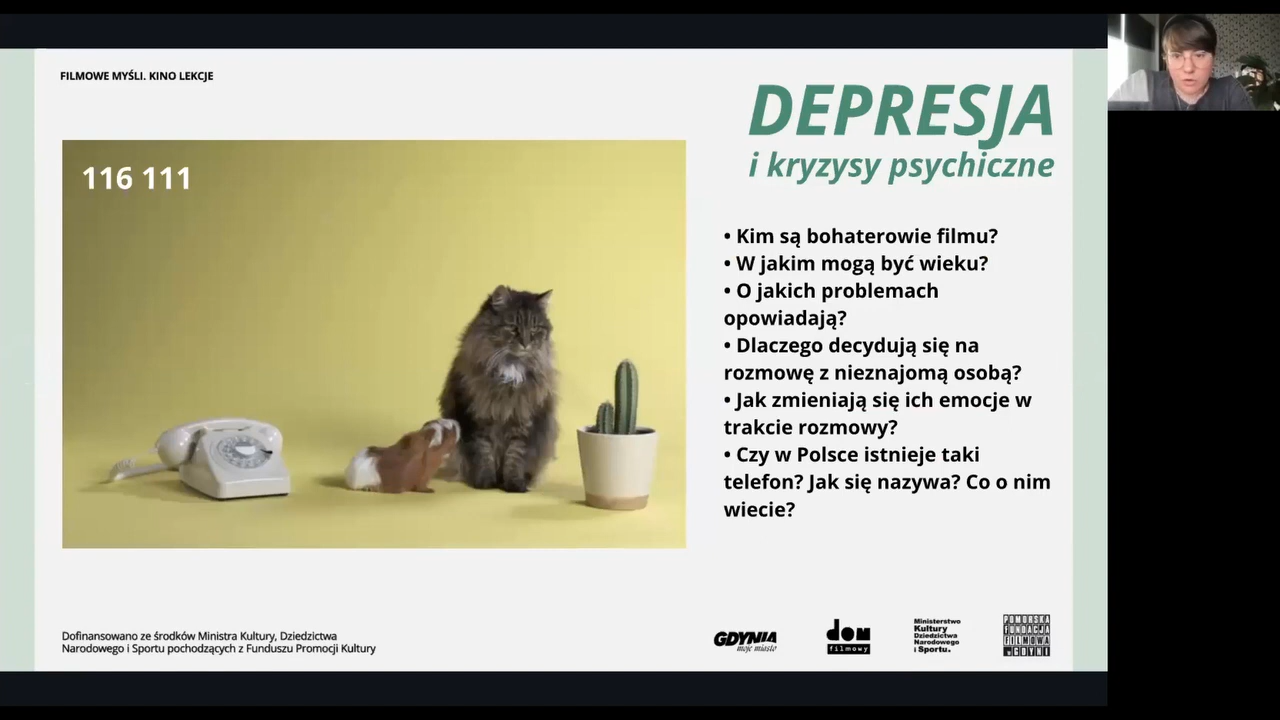 FILMOWE MYŚLI. KINO LEKCJE
DEPRESJA
i kryzysy psychiczne
116 111
• Kim są bohaterowie filmu?
• W jakim mogą być wieku?
• O jakich problemach
opowiadają?
• Dlaczego decydują się na
rozmowę z nieznajomą osobą?
• Jak zmieniają się ich emocje w
trakcie rozmowy?
• Czy w Polsce istnieje taki
telefon? Jak się nazywa? Co o nim
wiecie?
Dofinansowano ze środków Ministra Kultury, Dziedzictwa
Narodowego i Sportu pochodzących z Funduszu Promocji Kultury
GDYNIA
moje miasto
dom
filmowy
Ministerstwo
Kultury
Dziedzictwa
Narodowego
i Sportu.
POMORSKA
FUNDACJA
FILMOWA
W GDYNI